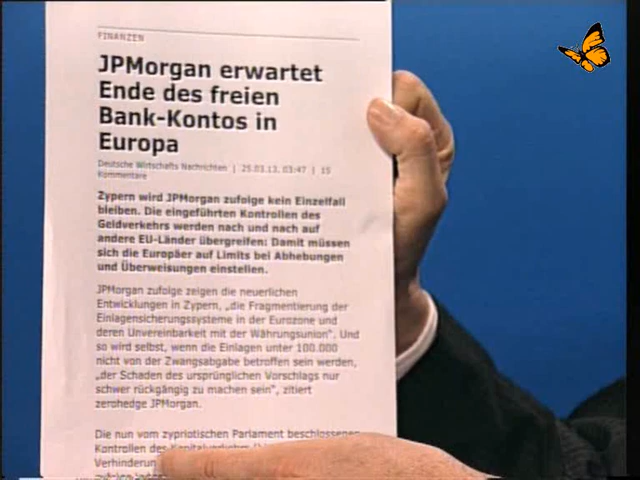 FINANZEN
JPMorgan erwartet
Ende des freien
Bank-Kontos in
Europa
Deutsche Wirtschafts Nachrichten | 25.03.13, 03:47 | 15
Kommentare
Zypern wird JPMorgan zufolge kein Einzelfall
bleiben. Die eingeführten Kontrollen des
Geldverkehrs werden nach und nach auf
andere EU-Länder übergreifen: Damit müssen
sich die Europäer auf Limits bei Abhebungen
und Überweisungen einstellen.
JPMorgan zufolge zeigen die neuerlichen
Entwicklungen in Zypern, „die Fragmentierung der
Einlagensicherungssysteme in der Eurozone und
deren Unvereinbarkeit mit der Währungsunion“. Und
so wird selbst, wenn die Einlagen unter 100.000
nicht von der Zwangsabgabe betroffen sein werden,
„der Schaden des ursprünglichen Vorschlags nur
schwer rückgängig zu machen sein“, zitiert
zerohedge JPMorgan.
Die nun vom zypriotischen Parlament beschlossenen
Kontrollen des
Verhinderun